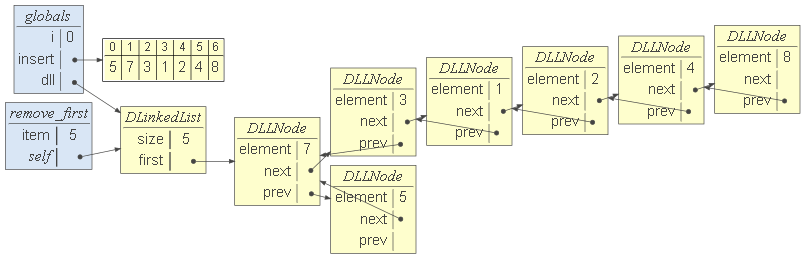 globals
i 0
insert
dll
0 1 2 3 4 5 6
5 7 3 1 2 4 8
remove_first
item 5
self
DLinkedList
size 5
first
DLLNode
element 7
next
prev
DLLNode
element 3
next
prev
DLLNode
element 5
next
prev
DLLNode
element 1
next
prev
DLLNode
element 2
next
prev
DLLNode
element 4
next
prev
DLLNode
element 8
next
prev